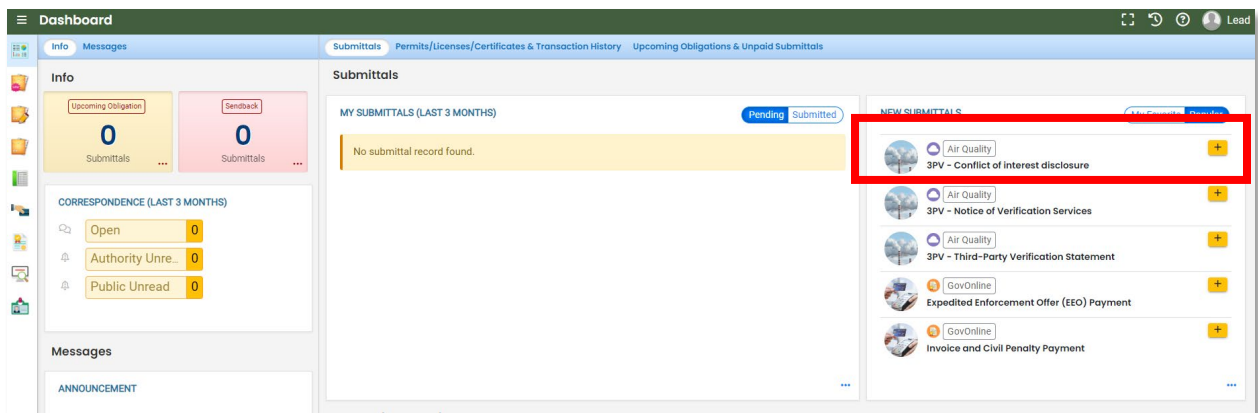 Dashboard
Lead
Info Messages
Submittals Permits/Licenses/Certificates & Transaction History Upcoming Obligations & Unpaid Submittals
Info
Upcoming Obligation
0
Submittals
...
Sendback
0
Submittals
...
CORRESPONDENCE (LAST 3 MONTHS)
Open 0
Authority Unre.. 0
Public Unread 0
Messages
ANNOUNCEMENT
Submittals
MY SUBMITTALS (LAST 3 MONTHS)
Pending Submitted
No submittal record found.
...
NEW SUBMITTALS
My Favorite Popular
Air Quality
3PV - Conflict of interest disclosure
+
Air Quality
3PV - Notice of Verification Services
+
Air Quality
3PV - Third-Party Verification Statement
+
GovOnline
Expedited Enforcement Offer (EEO) Payment
+
GovOnline
Invoice and Civil Penalty Payment
+
...